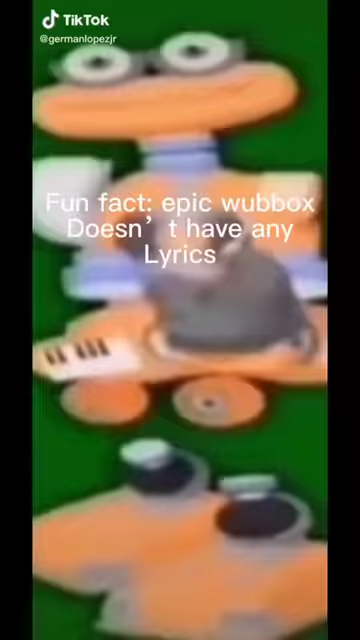 TikTok
@germanlopezjr
Fun fact: epic wubbox
Doesn't have any
Lyrics